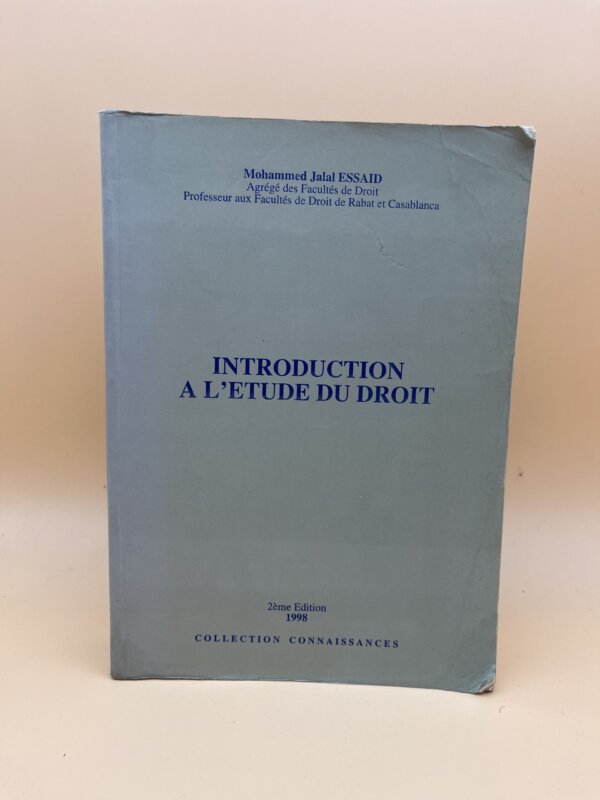 Mohammed Jalal ESSAID
Agrégé des Facultés de Droit
Professeur aux Facultés de Droit de Rabat et Casablanca
INTRODUCTION
A L'ETUDE DU DROIT
2ème Edition
1998
COLLECTION CONNAISSANCES